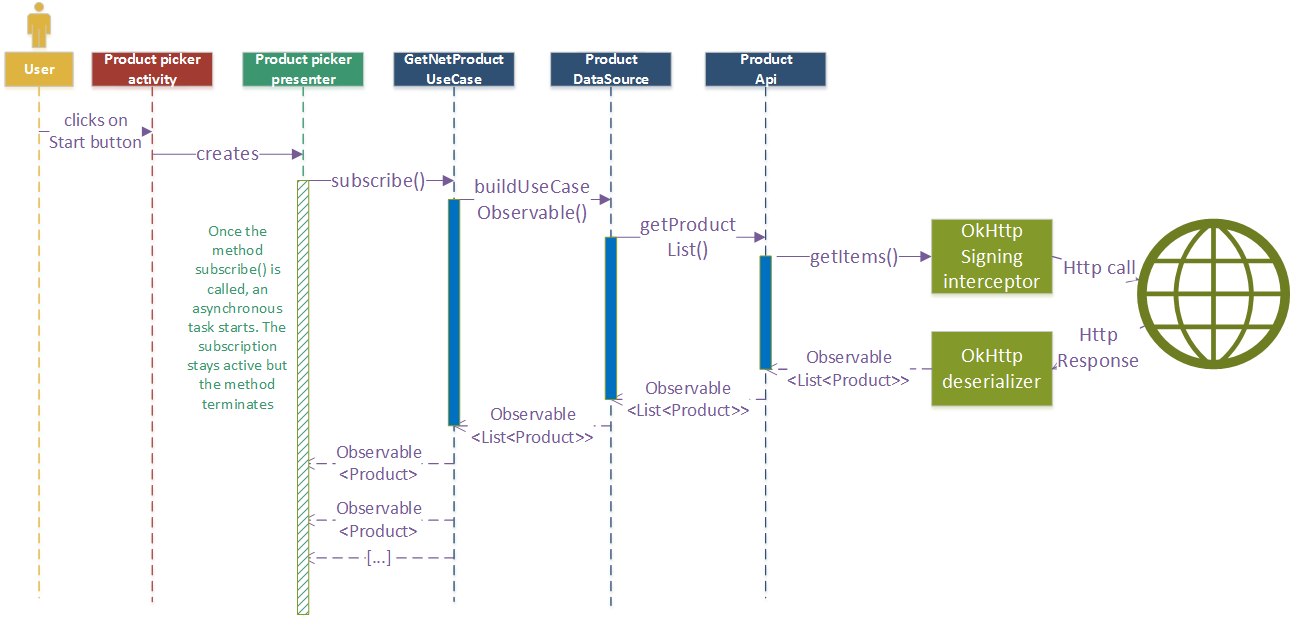 User
Product picker
activity
Product picker
presenter
GetNetProduct
UseCase
Product
DataSource
Product
Api
clicks on
Start button
creates
subscribe()
buildUseCase
Observable()
getProduct
List()
getItems()
OkHttp
Signing
interceptor
Http call
Once the
method
subscribe() is
called, an
asynchronous
task starts. The
subscription
stays active but
the method
terminates
Http
Response
OkHttp
deserializer
Observable
<List<Product>>
Observable
<List<Product>>
Observable
<List<Product>>
Observable
<Product>
Observable
<Product>
[...]